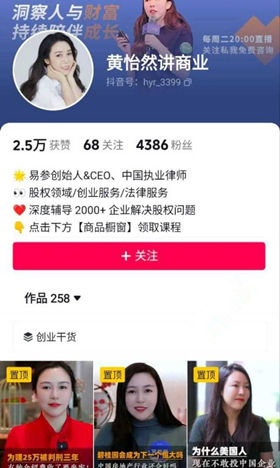 洞察人与财富
持续陪伴成长
每周二20:00直播
关注私我免费咨询
黄怡然讲商业
抖音号：hyr_3399
2.5万 获赞 68 关注 4386 粉丝
🌟 易参创始人&CEO、中国执业律师
👀 股权领域/创业服务/法律服务
❤️ 深度辅导 2000+ 企业解决股权问题
👇 点击下方【商品橱窗】领取课程
+ 关注
作品 258
创业干货
置顶 置顶
为赚25万被判刑三年
碧桂园会成为下一个恒大吗
为什么美国人
现在不敢投中国企业